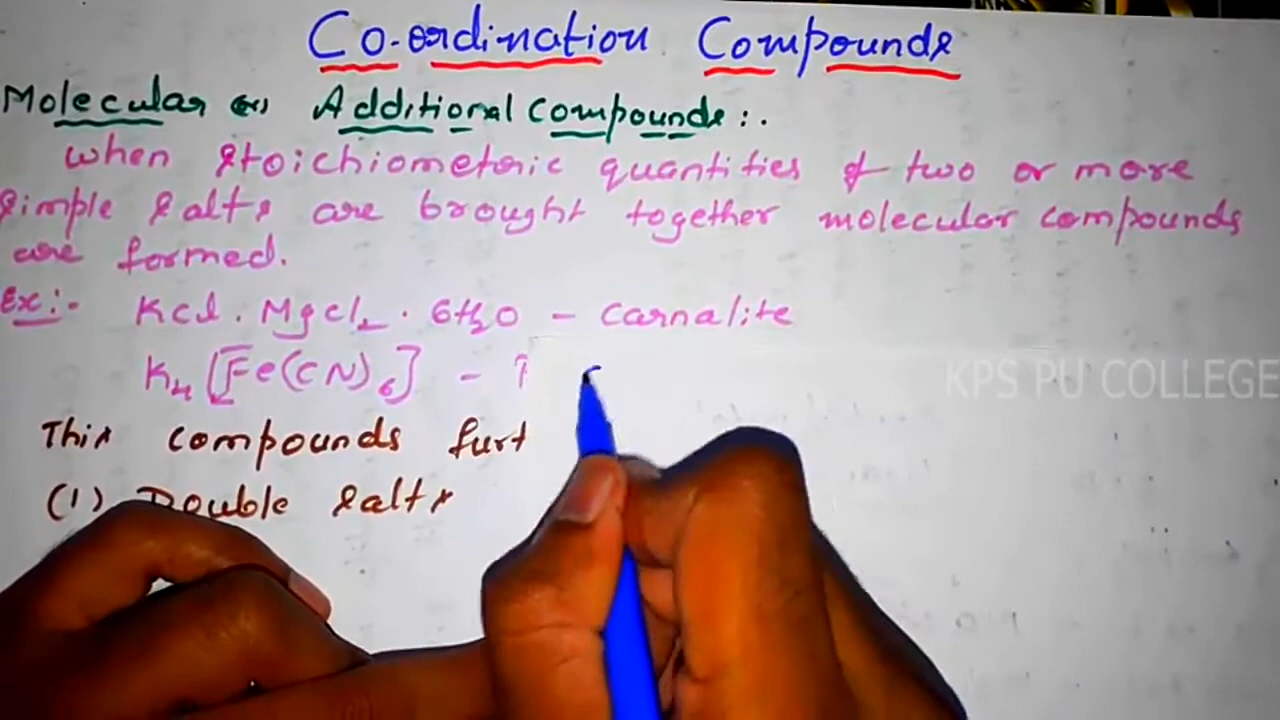 Co-ordination Compounds
Molecular (or) Additional Compounds:.
When stoichiometric quantities of two or more
simple salts are brought together molecular compounds
are formed.
Ex:- KCl . MgCl2 . 6H2O - Carnalite
K4 [Fe(CN)6] -
KPS PU COLLEGE
This compounds furt
(1) Double salts